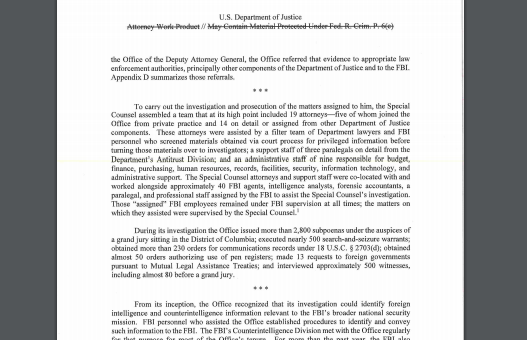 U.S. Department of Justice
Attorney Work Product // May Contain Material Protected Under Fed. R. Crim. P. 6(e)
the Office of the Deputy Attorney General, the Office referred that evidence to appropriate law
enforcement authorities, principally other components of the Department of Justice and to the FBI.
Appendix D summarizes those referrals.
* * *
To carry out the investigation and prosecution of the matters assigned to him, the Special
Counsel assembled a team that at its high point included 19 attorneys—five of whom joined the
Office from private practice and 14 on detail or assigned from other Department of Justice
components. These attorneys were assisted by a filter team of Department lawyers and FBI
personnel who screened materials obtained via court process for privileged information before
turning those materials over to investigators; a support staff of three paralegals on detail from the
Department's Antitrust Division; and an administrative staff of nine responsible for budget,
finance, purchasing, human resources, records, facilities, security, information technology, and
administrative support. The Special Counsel attorneys and support staff were co-located with and
worked alongside approximately 40 FBI agents, intelligence analysts, forensic accountants, a
paralegal, and professional staff assigned by the FBI to assist the Special Counsel's investigation.
Those "assigned" FBI employees remained under FBI supervision at all times; the matters on
which they assisted were supervised by the Special Counsel.1
During its investigation the Office issued more than 2,800 subpoenas under the auspices of
a grand jury sitting in the District of Columbia; executed nearly 500 search-and-seizure warrants;
obtained more than 230 orders for communications records under 18 U.S.C. § 2703(d); obtained
almost 50 orders authorizing use of pen registers; made 13 requests to foreign governments
pursuant to Mutual Legal Assistance Treaties; and interviewed approximately 500 witnesses,
including almost 80 before a grand jury.
* * *
From its inception, the Office recognized that its investigation could identify foreign
intelligence and counterintelligence information relevant to the FBI's broader national security
mission. FBI personnel who assisted the Office established procedures to identify and convey
such information to the FBI. The FBI's Counterintelligence Division met with the Office regularly
for that purpose for most of the Office's tenure. For more than the past year, the FBI also